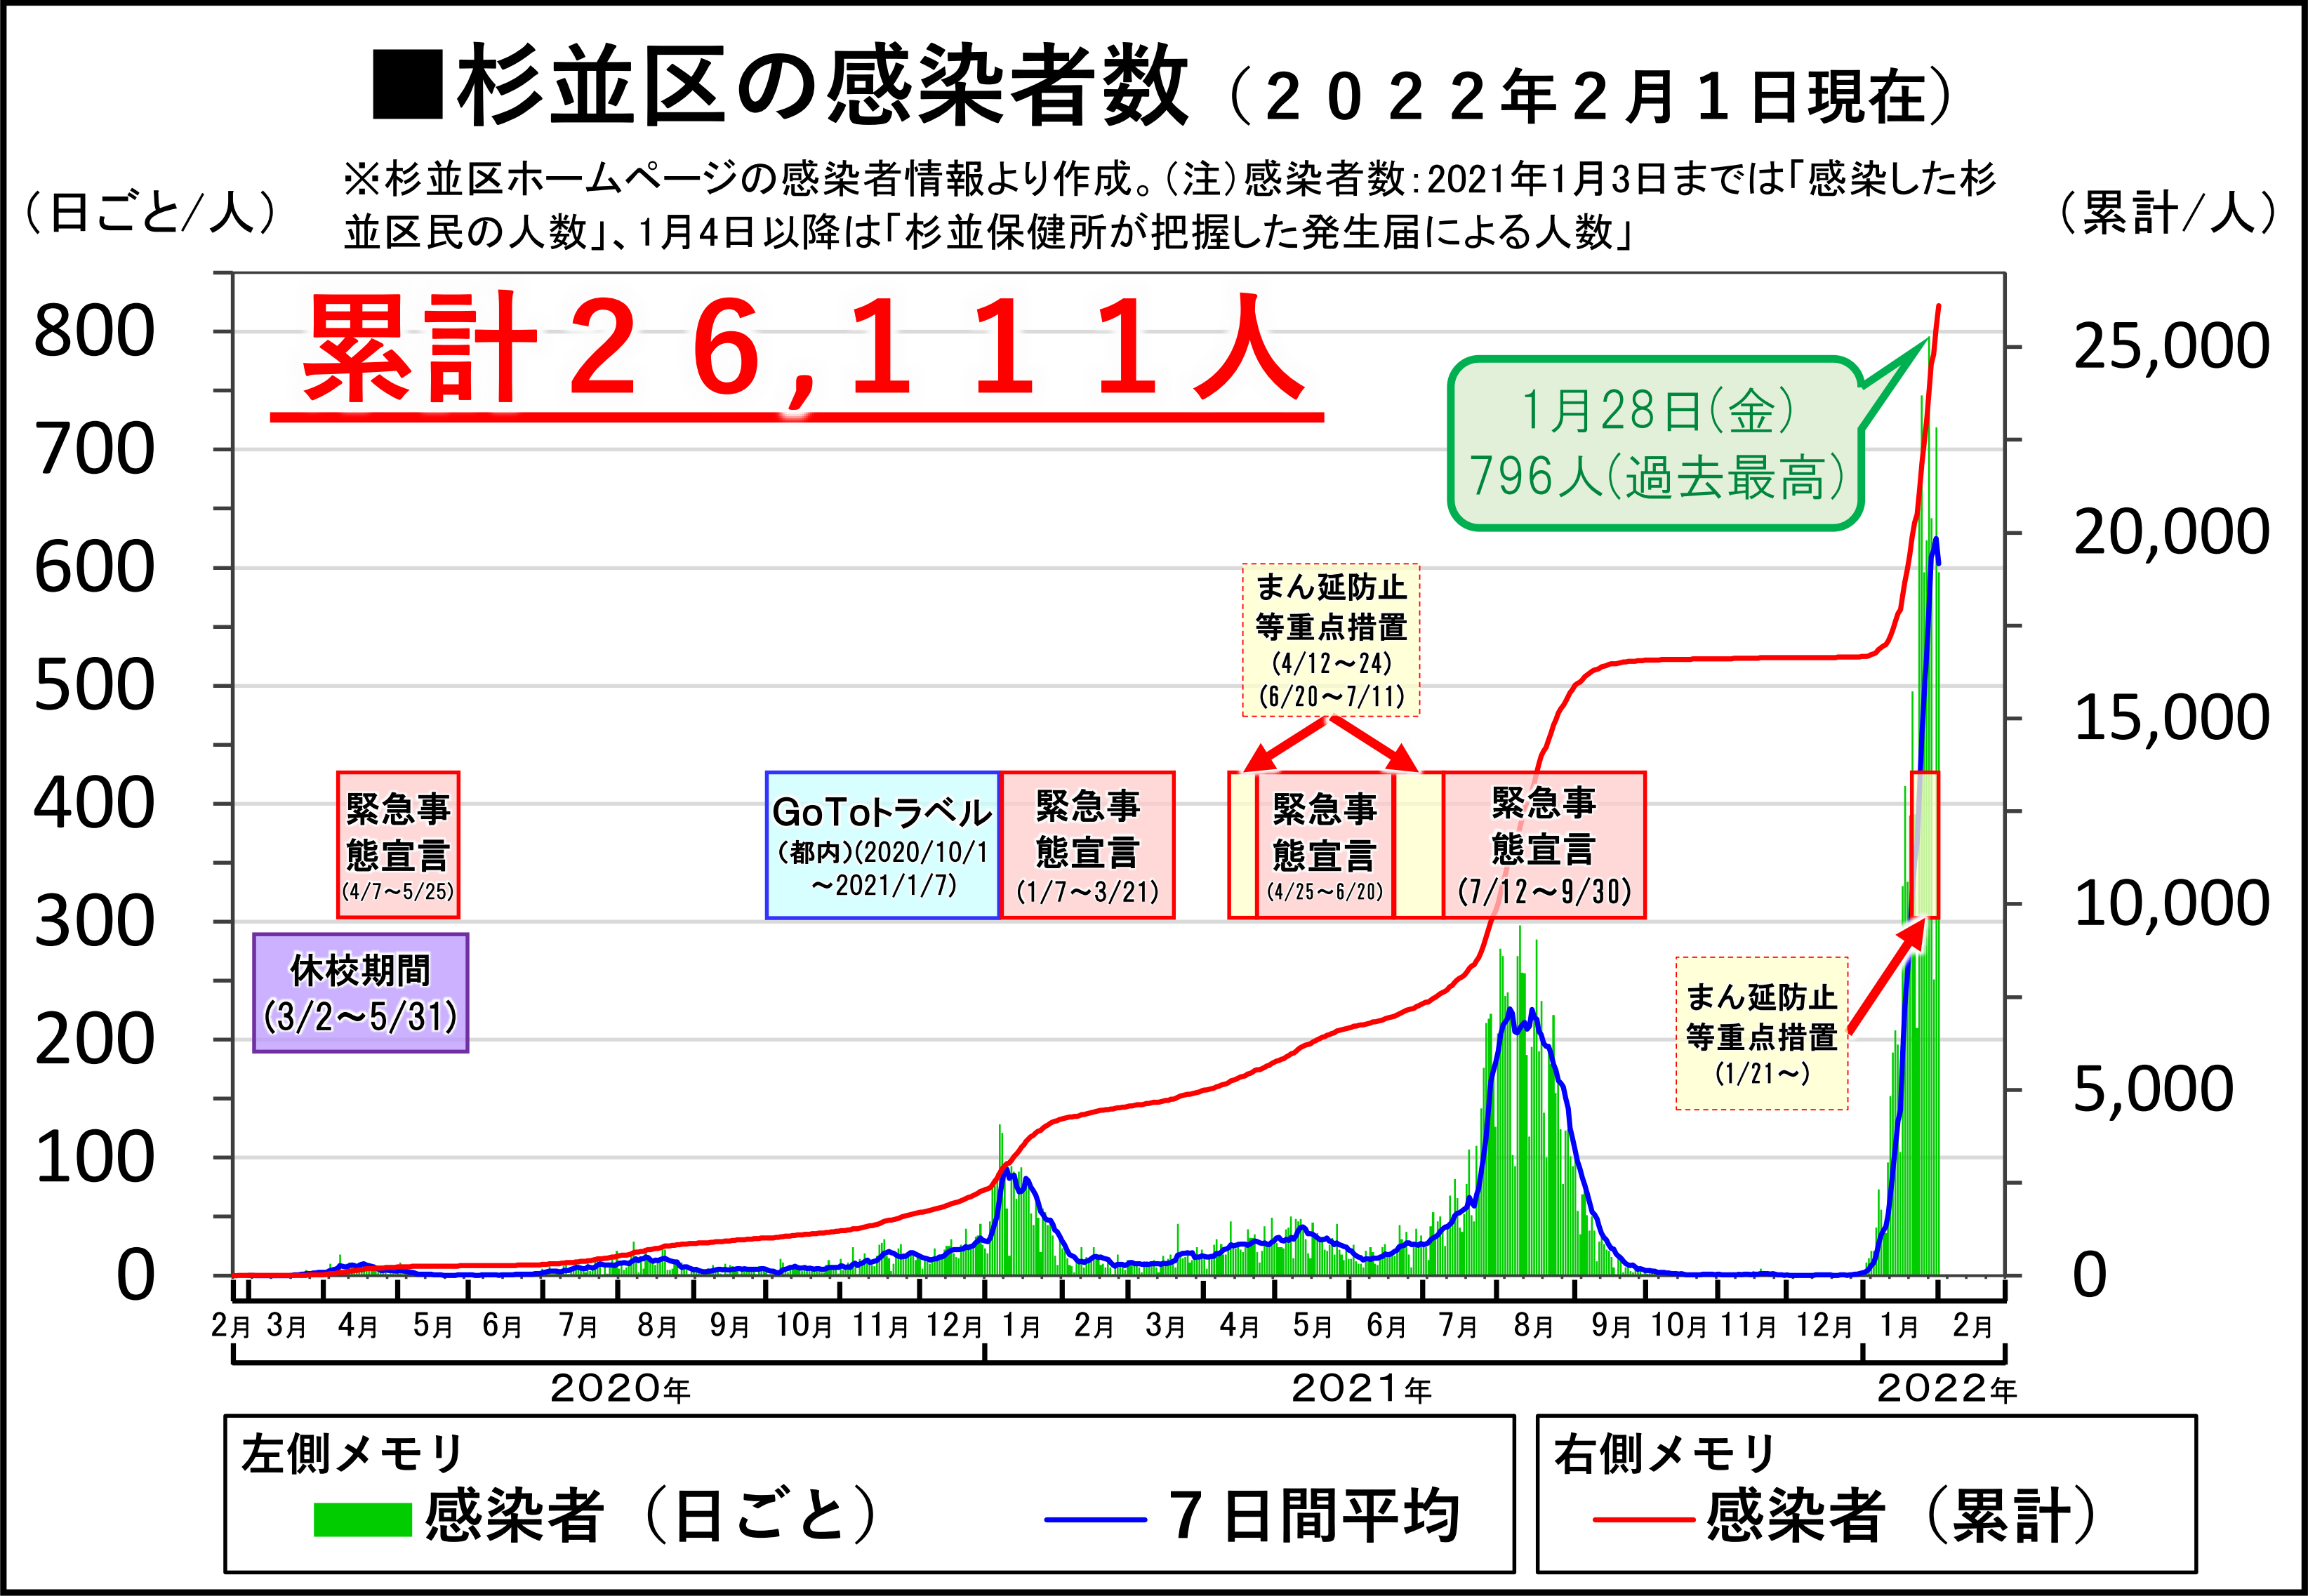 ■杉並区の感染者数（２０２２年２月１日現在）
※杉並区ホームページの感染者情報より作成。（注）感染者数：2021年1月3日までは「感染した杉
並区民の人数」、1月4日以降は「杉並保健所が把握した発生届による人数」
（日ごと/人）
（累計/人）
累計２６,１１１人
800
700
600
500
400
300
200
100
0
25,000
20,000
15,000
10,000
5,000
0
1月28日(金)
796人(過去最高)
まん延防止
等重点措置
(4/12～24)
(6/20～7/11)
緊急事
態宣言
(4/7～5/25)
GoToトラベル
（都内）(2020/10/1
～2021/1/7)
緊急事
態宣言
(1/7～3/21)
緊急事
態宣言
(4/25～6/20)
緊急事
態宣言
(7/12～9/30)
休校期間
(3/2～5/31)
まん延防止
等重点措置
(1/21～)
2月 3月 4月 5月 6月 7月 8月 9月 10月 11月 12月 1月 2月 3月 4月 5月 6月 7月 8月 9月 10月 11月 12月 1月 2月
2020年 2021年 2022年
左側メモリ
感染者（日ごと） ７日間平均
右側メモリ
感染者（累計）